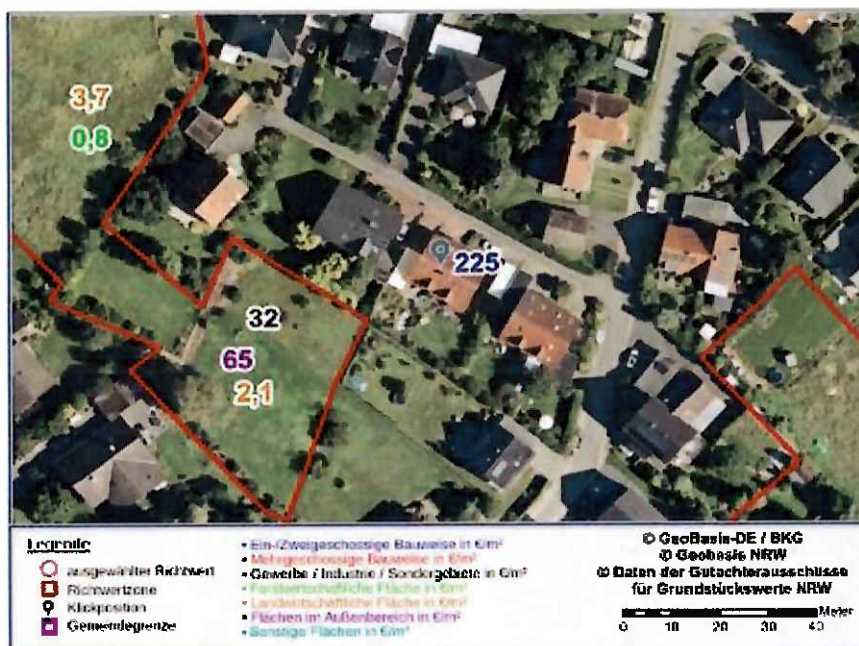 3,7
0,8
225
32
65
2,1
Legende
ausgewählter Richtwert
Richtwertzone
Klickposition
Gemeindegrenze
• Ein-/Zweigeschossige Bauweise in €/m²
• Mehrgeschossige Bauweise in €/m²
• Gewerbe / Industrie / Sondergebiete in €/m²
• Forstwirtschaftliche Fläche in €/m²
• Landwirtschaftliche Fläche in €/m²
• Flächen im Außenbereich in €/m²
• Sonstige Flächen in €/m²
© GeoBasis-DE / BKG
© Geobasis NRW
© Daten der Gutachterausschüsse
für Grundstückswerte NRW
Meter
0 10 20 30 40